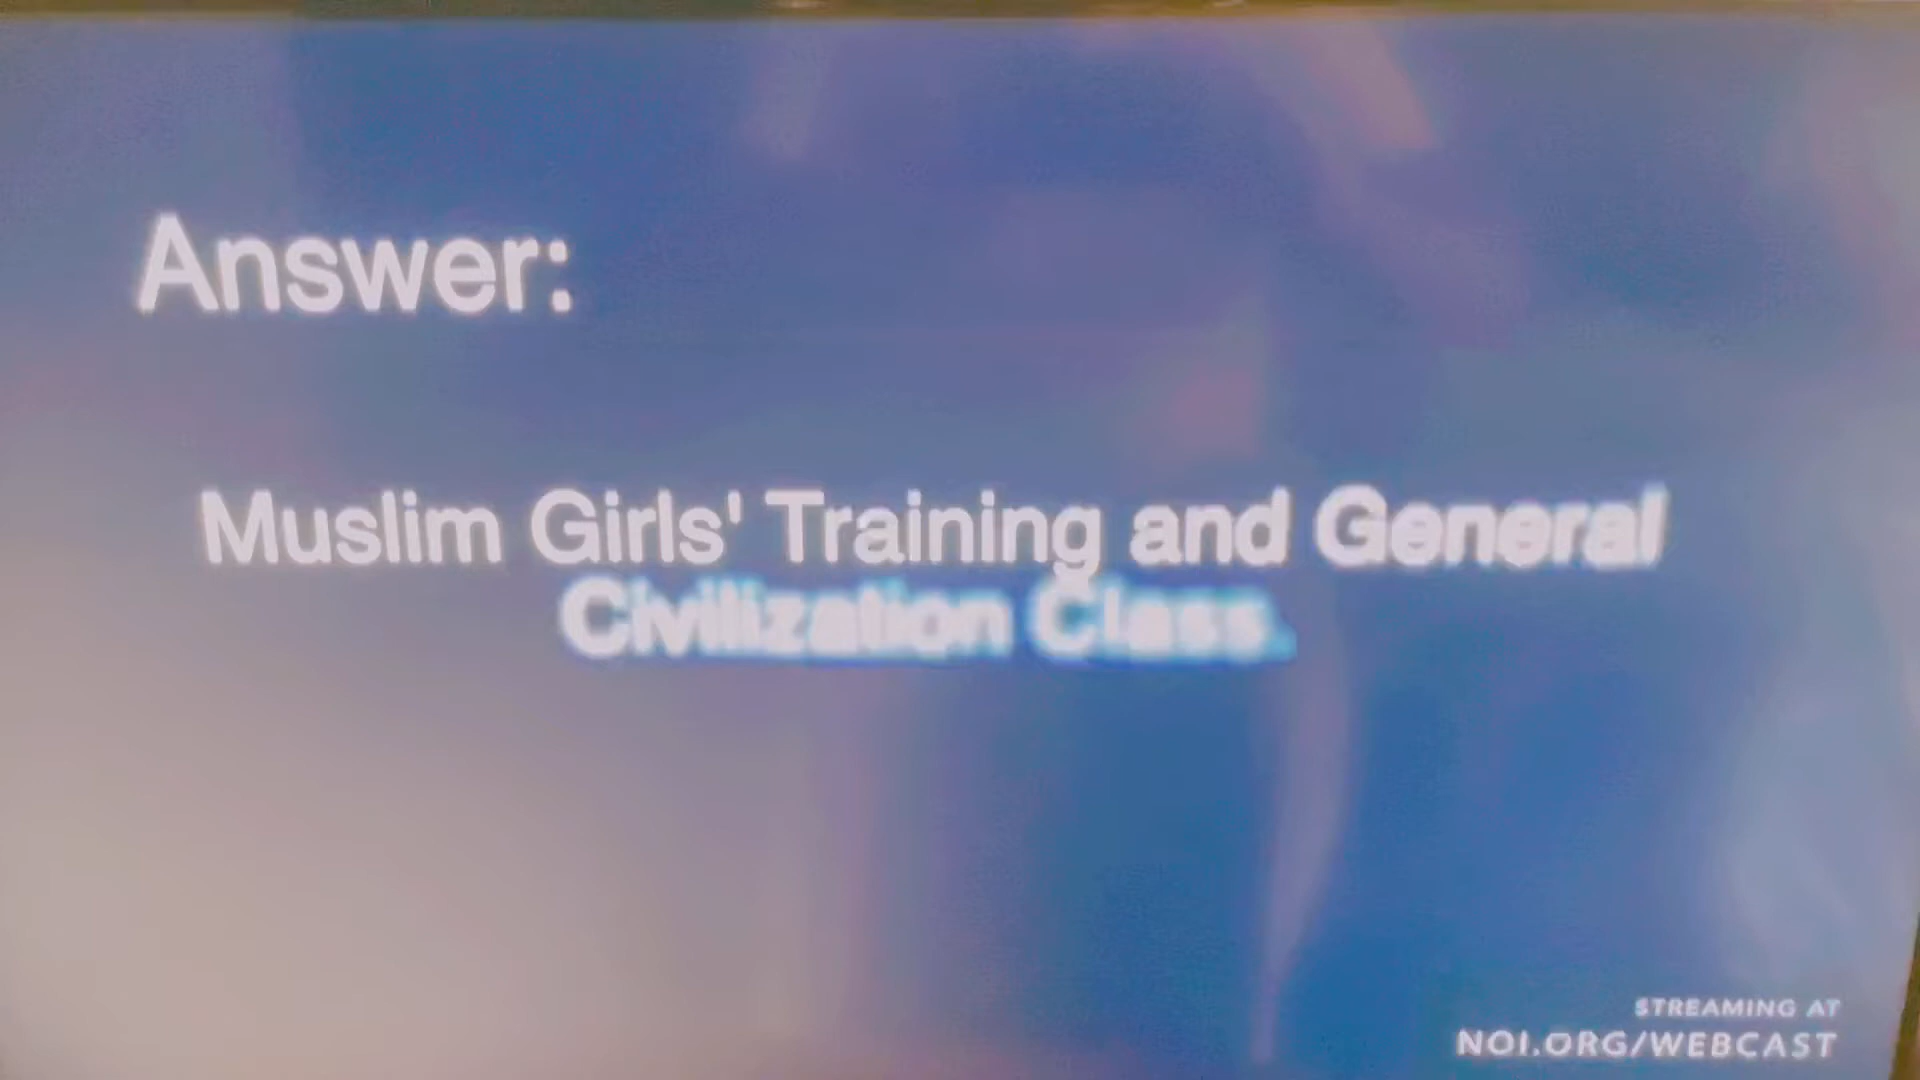 Answer:
Muslim Girls' Training and General
Civilization Class.
STREAMING AT
NOI.ORG/WEBCAST